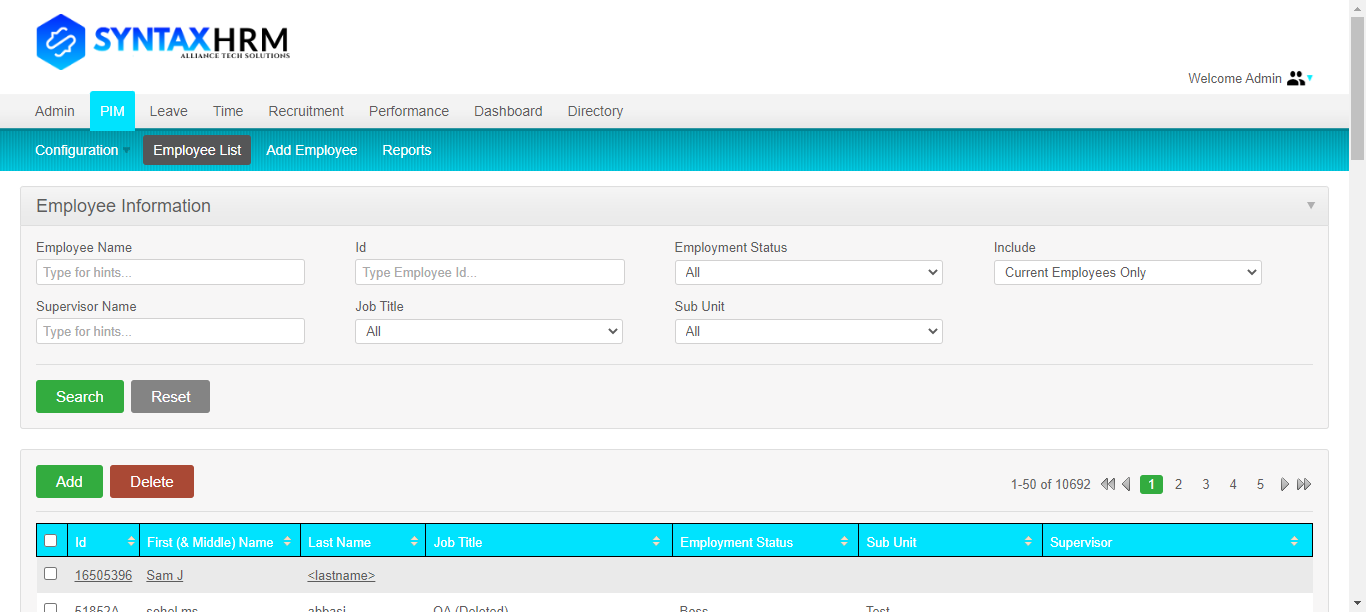 SYNTAXHRM
ALLIANCE TECH SOLUTIONS
Welcome Admin
Admin PIM Leave Time Recruitment Performance Dashboard Directory
Configuration Employee List Add Employee Reports
Employee Information
Employee Name Id Employment Status Include
Type for hints... Type Employee Id... All Current Employees Only
Supervisor Name Job Title Sub Unit
Type for hints... All All
Search Reset
Add Delete 1-50 of 10692 1 2 3 4 5
Id First (& Middle) Name Last Name Job Title Employment Status Sub Unit Supervisor
16505396 Sam J <lastname>
51852A sohel ms abbasi QA (Deleted) Boss Test